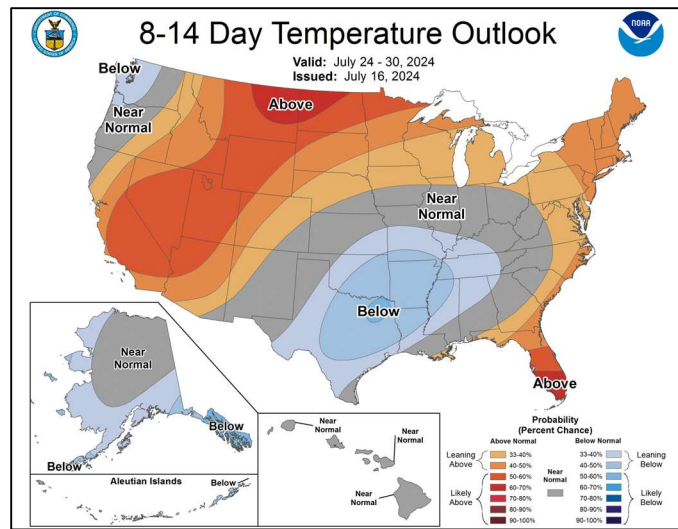 8-14 Day Temperature Outlook
Valid: July 24 - 30, 2024
Issued: July 16, 2024
NOAA
Below
Near
Normal
Above
Near
Normal
Below
Above
Near
Normal
Below
Below
Aleutian Islands
Below
Near
Normal
Near
Normal
Near
Normal
Probability
(Percent Chance)
Above Normal
Below Normal
Leaning
Above
33-40%
40-50%
Likely
Above
50-60%
60-70%
70-80%
80-90%
90-100%
Near
Normal
33-40%
40-50%
50-60%
60-70%
70-80%
80-90%
90-100%
Leaning
Below
Likely
Below